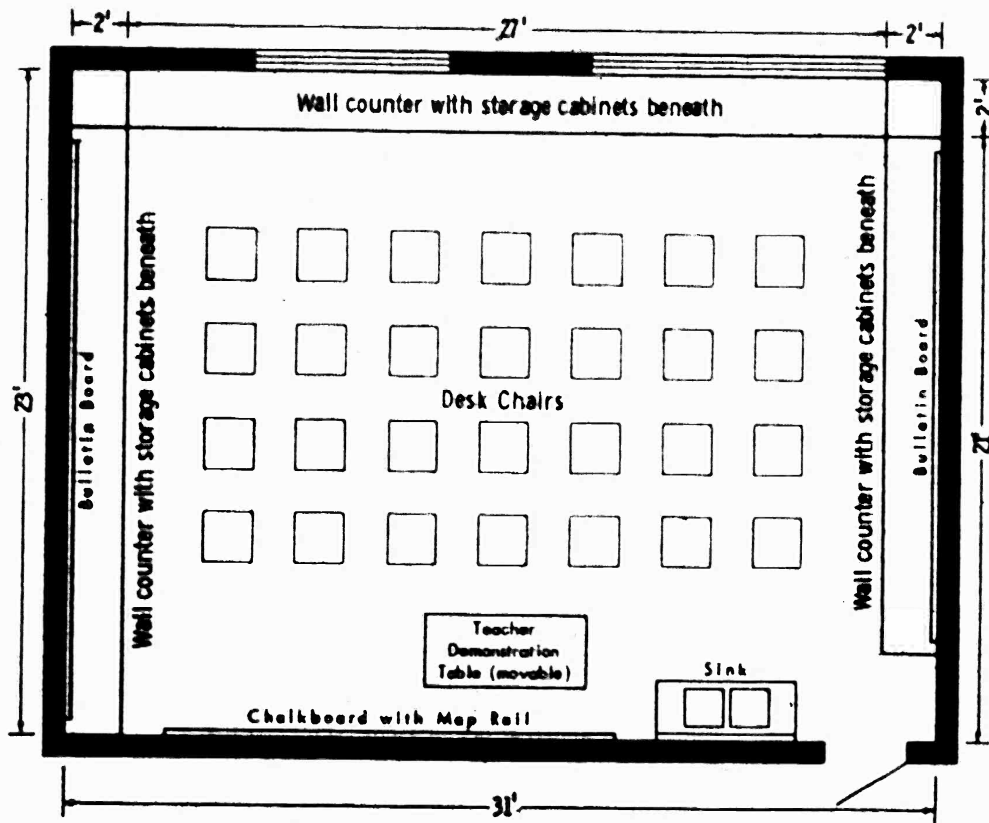 2'
27'
2'
Wall counter with storage cabinets beneath
2'
Wall counter with storage cabinets beneath
Wall counter with storage cabinets beneath
Bulletin Board
Bulletin Board
23'
21'
Desk Chairs
Teacher
Demonstration
Table (movable)
Sink
Chalkboard with Map Rail
31'